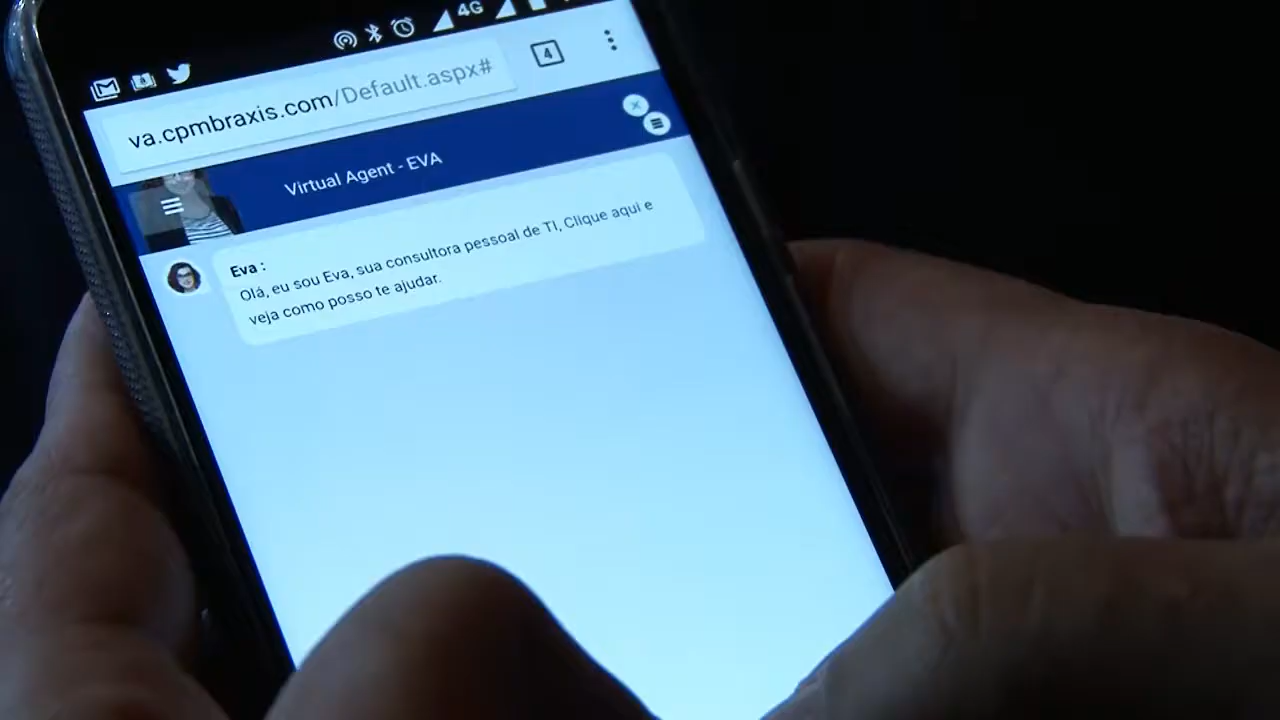 4G
va.cpmbraxis.com/Default.aspx#
4
Virtual Agent - EVA
Eva :
Olá, eu sou Eva, sua consultora pessoal de TI, Clique aqui e
veja como posso te ajudar.